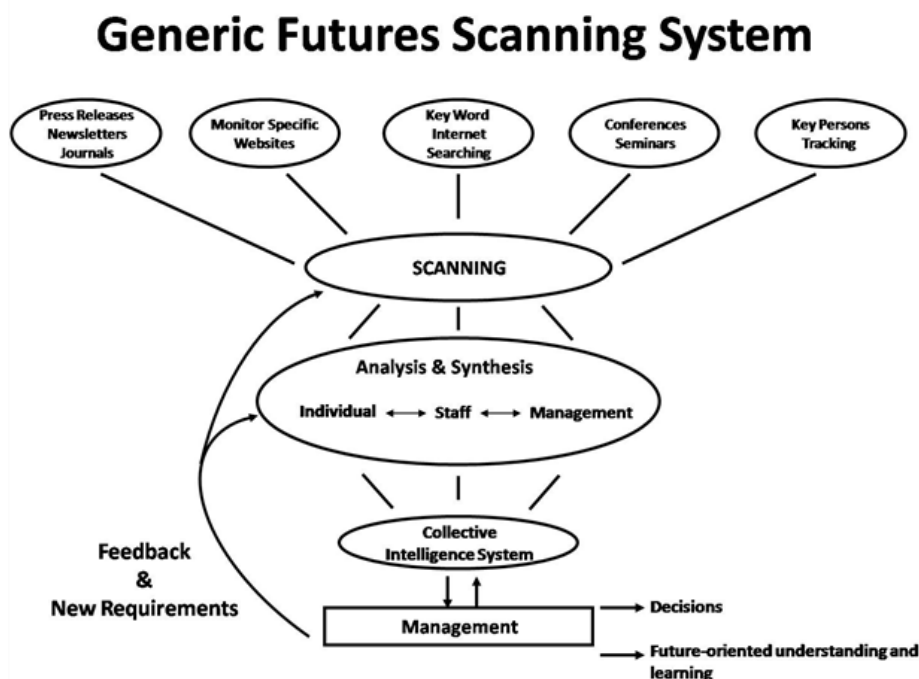 Generic Futures Scanning System
Press Releases
Newsletters
Journals
Monitor Specific
Websites
Key Word
Internet
Searching
Conferences
Seminars
Key Persons
Tracking
SCANNING
Analysis & Synthesis
Individual Staff Management
Collective
Intelligence System
Feedback
&
New Requirements
Management
Decisions
Future-oriented understanding and
learning